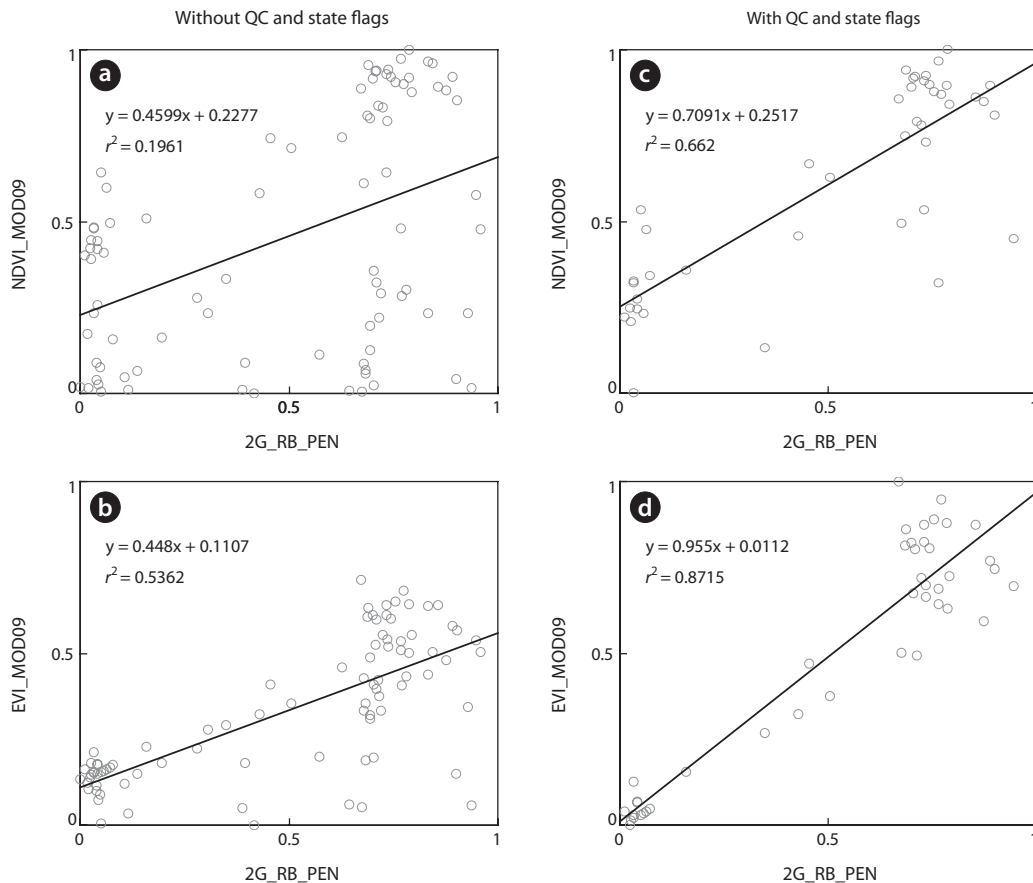 Without QC and state flags
With QC and state flags
a
y = 0.4599x + 0.2277
r² = 0.1961
NDVI_MOD09
1
0.5
0
0
0.5
1
2G_RB_PEN
c
y = 0.7091x + 0.2517
r² = 0.662
NDVI_MOD09
1
0.5
0
0
0.5
1
2G_RB_PEN
b
y = 0.448x + 0.1107
r² = 0.5362
EVI_MOD09
1
0.5
0
0
0.5
1
2G_RB_PEN
d
y = 0.955x + 0.0112
r² = 0.8715
EVI_MOD09
1
0.5
0
0
0.5
1
2G_RB_PEN